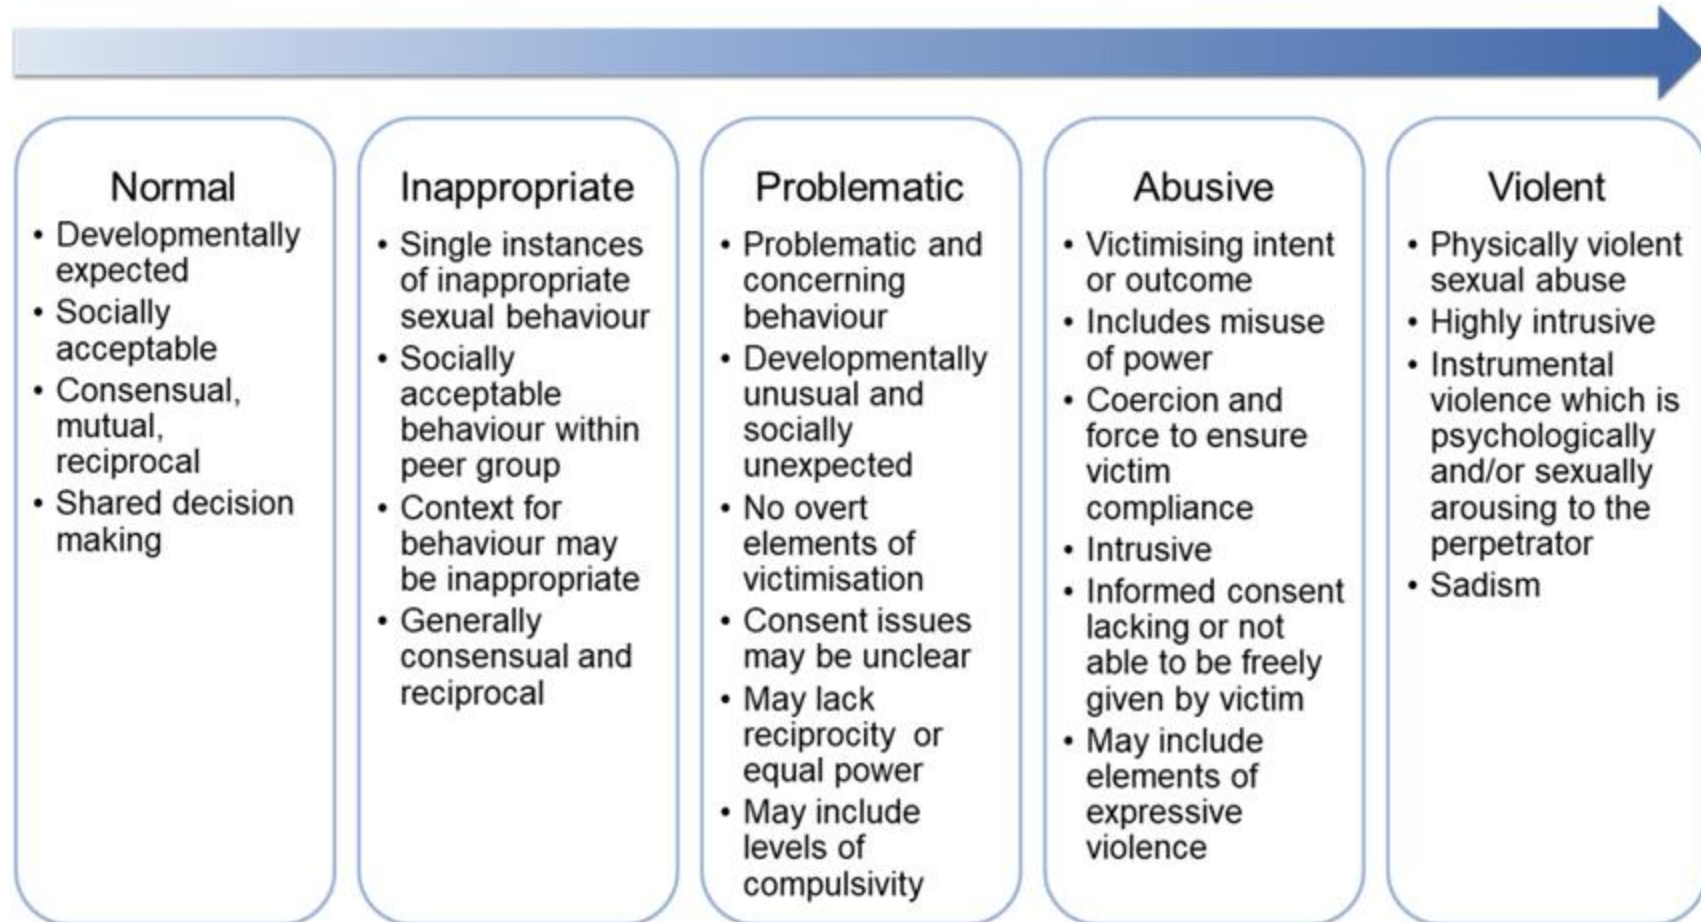 Normal
• Developmentally
expected
• Socially
acceptable
• Consensual,
mutual,
reciprocal
• Shared decision
making
Inappropriate
• Single instances
of inappropriate
sexual behaviour
• Socially
acceptable
behaviour within
peer group
• Context for
behaviour may
be inappropriate
• Generally
consensual and
reciprocal
Problematic
• Problematic and
concerning
behaviour
• Developmentally
unusual and
socially
unexpected
• No overt
elements of
victimisation
• Consent issues
may be unclear
• May lack
reciprocity or
equal power
• May include
levels of
compulsivity
Abusive
• Victimising intent
or outcome
• Includes misuse
of power
• Coercion and
force to ensure
victim
compliance
• Intrusive
• Informed consent
lacking or not
able to be freely
given by victim
• May include
elements of
expressive
violence
Violent
• Physically violent
sexual abuse
• Highly intrusive
• Instrumental
violence which is
psychologically
and/or sexually
arousing to the
perpetrator
• Sadism